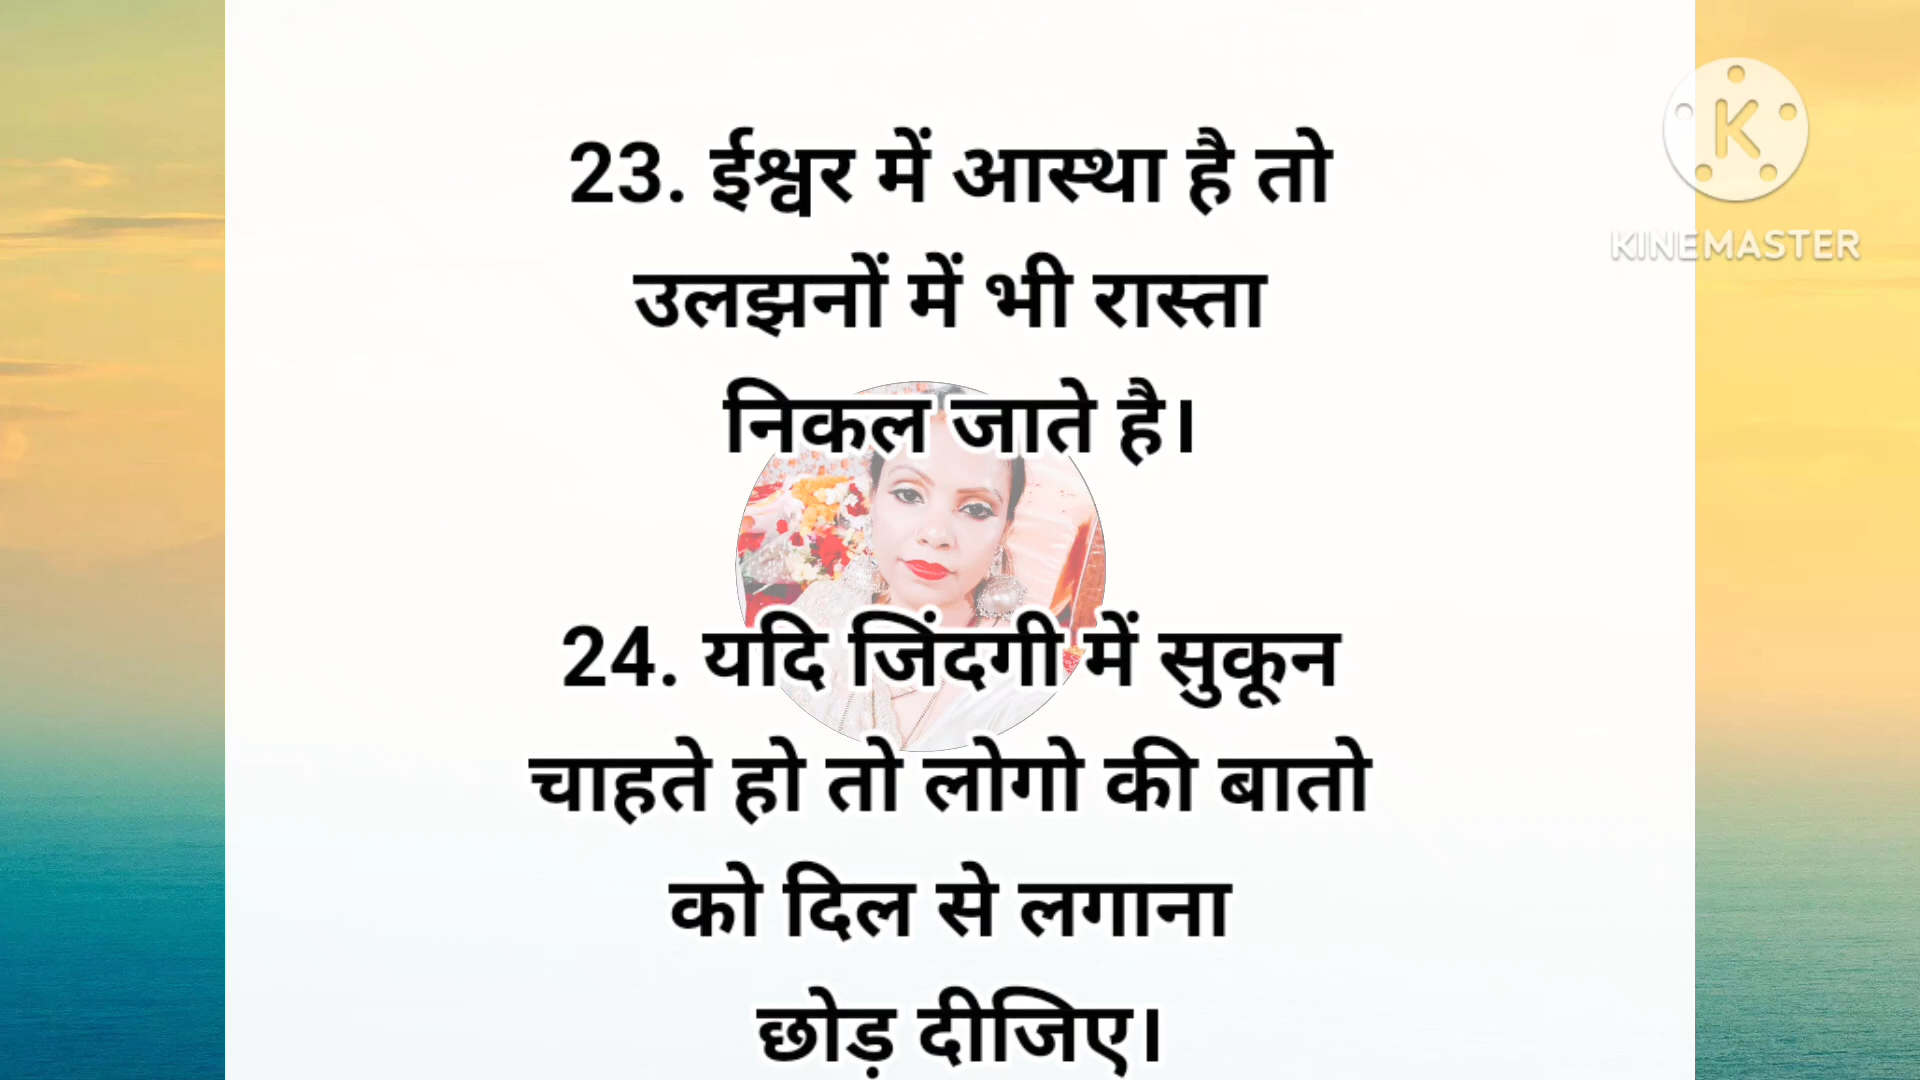 23. ईश्वर में आस्था है तो
उलझनों में भी रास्ता
निकल जाते है।
24. यदि जिंदगी में सुकून
चाहते हो तो लोगो की बातो
को दिल से लगाना
छोड़ दीजिए।
K
KINEMASTER